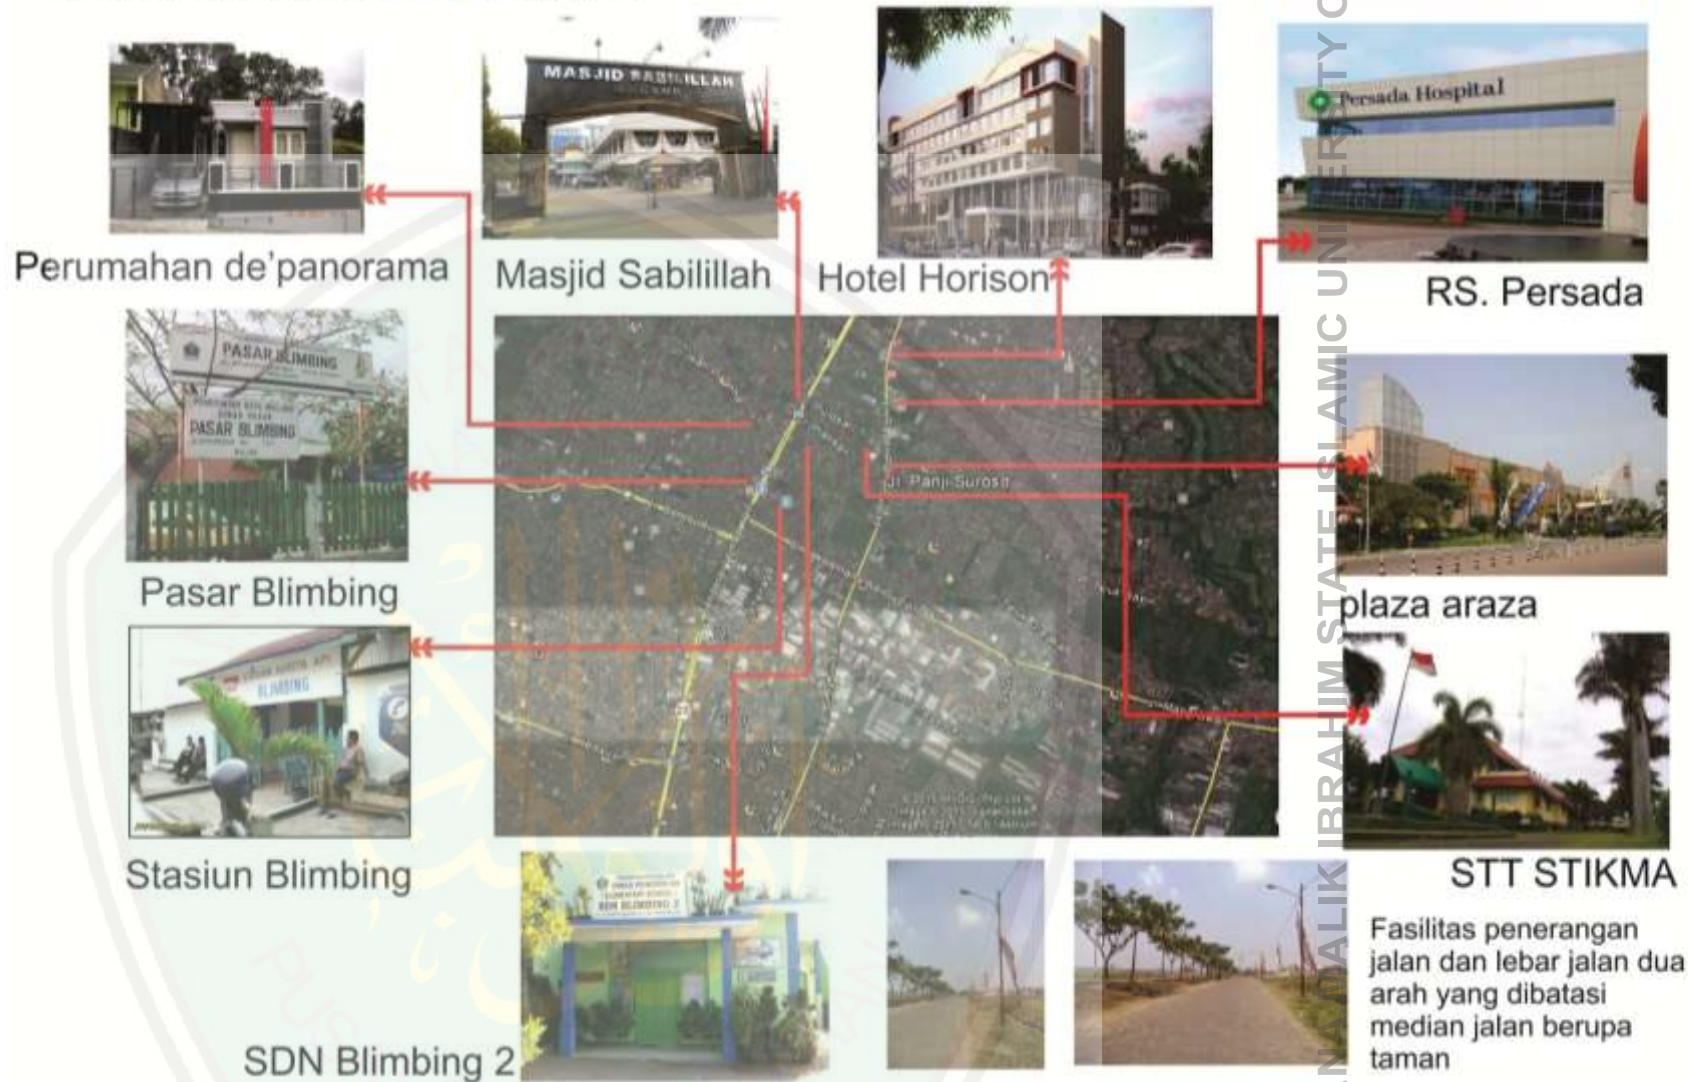 MASJID SABILILLAH
Persada Hospital
Perumahan de'panorama
Masjid Sabilillah
Hotel Horison
RS. Persada
PASAR BLIMBING
PASAR BLIMBING
Jl. Panji Suroso
Pasar Blimbing
plaza araza
BLIMBING
Stasiun Blimbing
STT STIKMA
SDN BLIMBING 2
SDN Blimbing 2
Fasilitas penerangan
jalan dan lebar jalan dua
arah yang dibatasi
median jalan berupa
taman
IBRAHIM STATE ISLAMIC UNIVERSITY